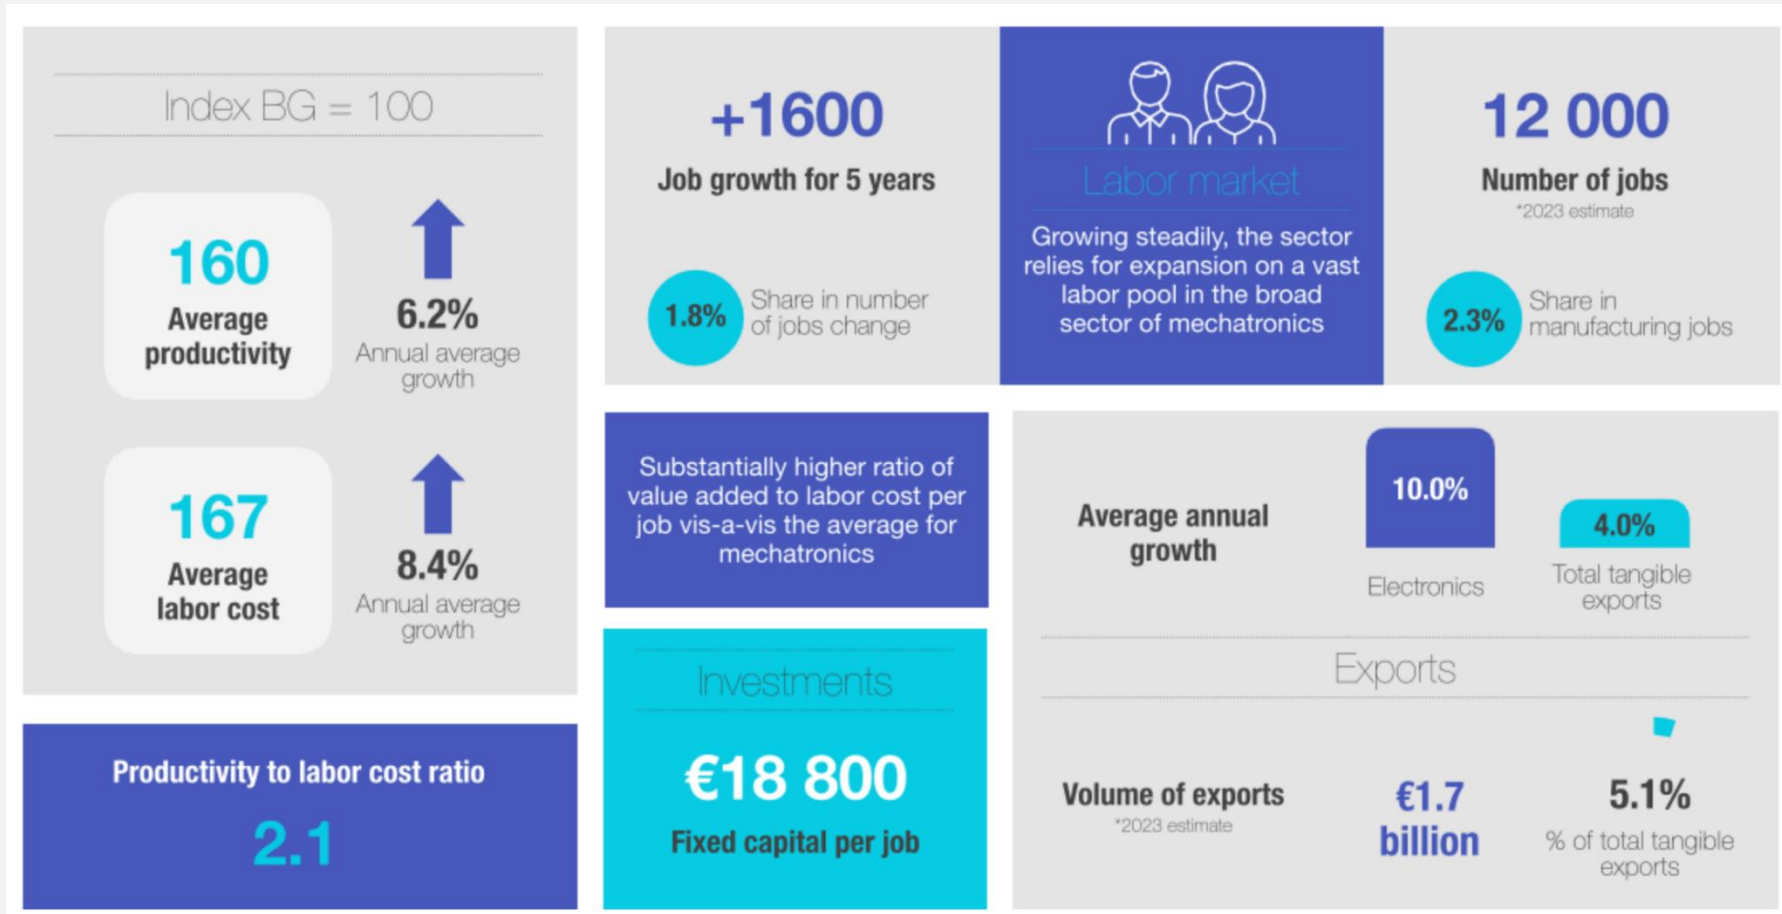 Index BG = 100
160
Average
productivity
6.2%
Annual average
growth
167
Average
labor cost
8.4%
Annual average
growth
Productivity to labor cost ratio
2.1
+1600
Job growth for 5 years
1.8%
Share in number
of jobs change
Labor market
Growing steadily, the sector
relies for expansion on a vast
labor pool in the broad
sector of mechatronics
12 000
Number of jobs
*2023 estimate
2.3%
Share in
manufacturing jobs
Substantially higher ratio of
value added to labor cost per
job vis-a-vis the average for
mechatronics
Investments
€18 800
Fixed capital per job
Average annual
growth
10.0%
Electronics
4.0%
Total tangible
exports
Exports
Volume of exports
*2023 estimate
€1.7
billion
5.1%
% of total tangible
exports